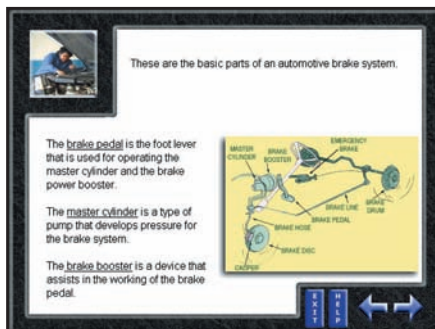 These are the basic parts of an automotive brake system.
The brake pedal is the foot lever
that is used for operating the
master cylinder and the brake
power booster.
The master cylinder is a type of
pump that develops pressure for
the brake system.
The brake booster is a device that
assists in the working of the brake
pedal.
EMERGENCY
BRAKE
MASTER
CYLINDER
BRAKE
BOOSTER
BRAKE
DRUM
BRAKE LINE
BRAKE PEDAL
BRAKE HOSE
BRAKE DISC
CALIPER
EXIT
HELP